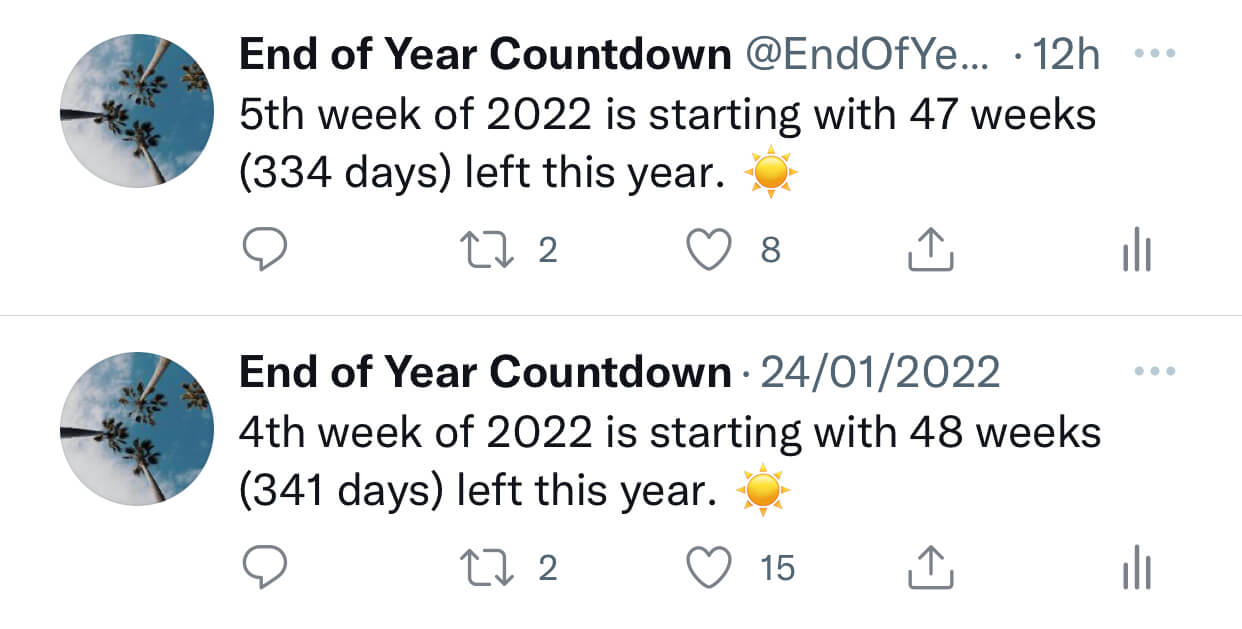 End of Year Countdown @EndOfYe... · 12h
5th week of 2022 is starting with 47 weeks
(334 days) left this year. ☀️
2 8
End of Year Countdown · 24/01/2022
4th week of 2022 is starting with 48 weeks
(341 days) left this year. ☀️
2 15